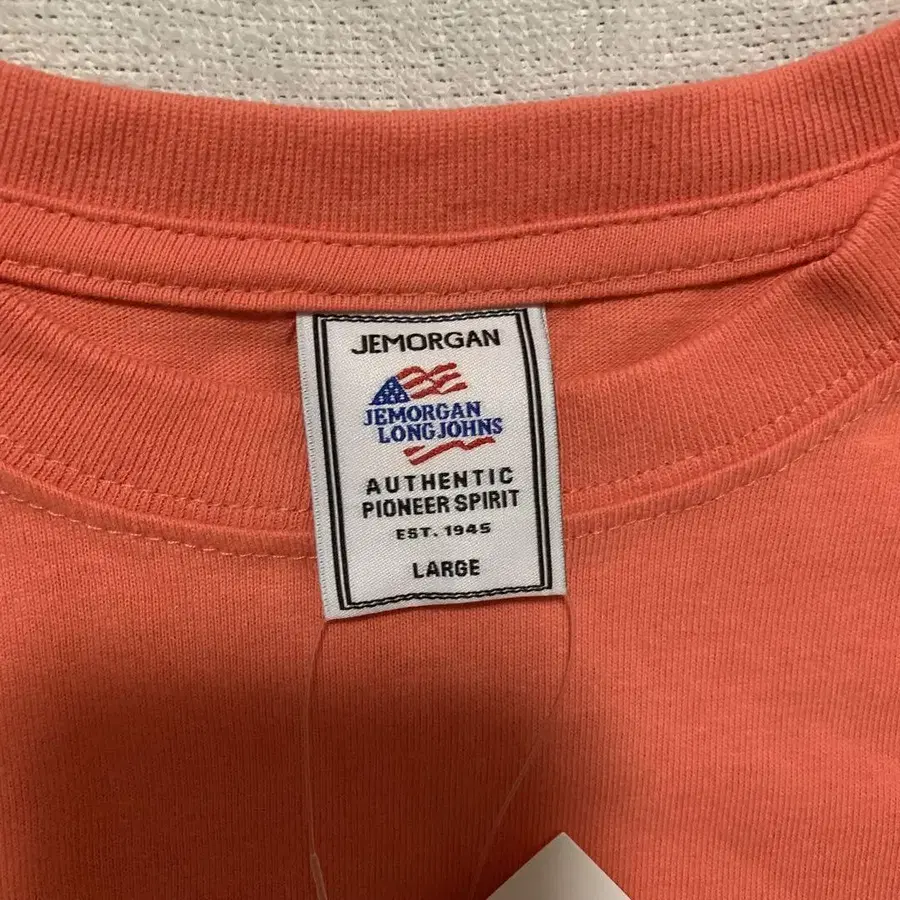 JEMORGAN
JEMORGAN
LONG JOHNS
AUTHENTIC
PIONEER SPIRIT
EST. 1945
LARGE